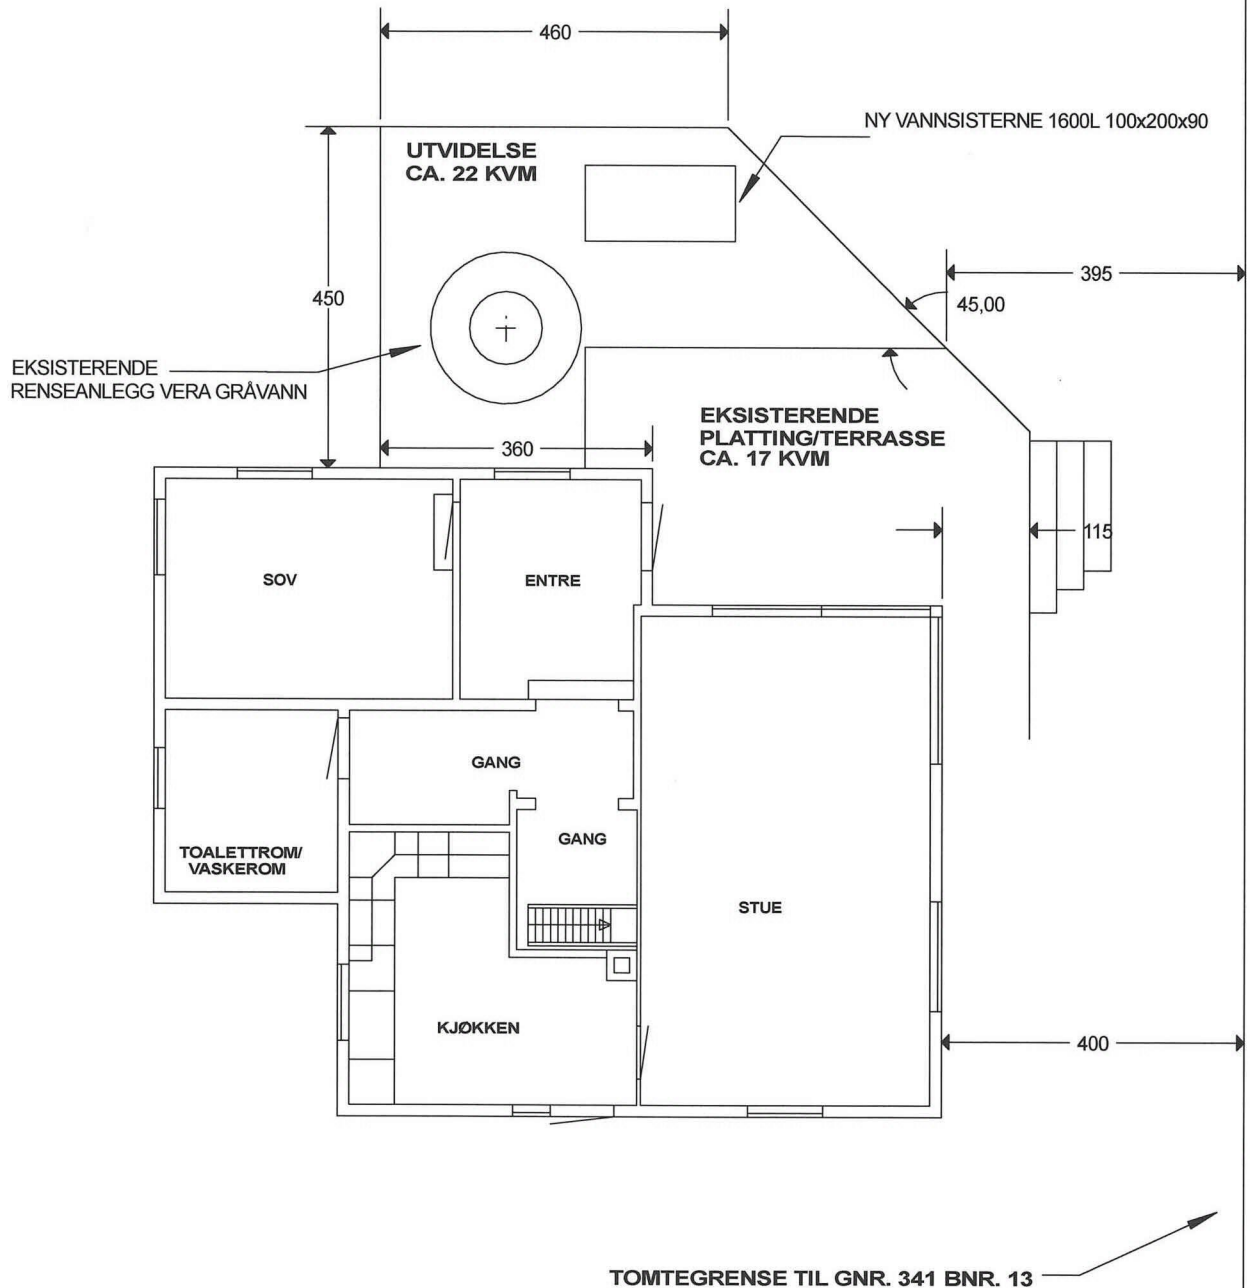 460
NY VANNSISTERNE 1600L 100x200x90
UTVIDELSE
CA. 22 KVM
395
450
45,00
EKSISTERENDE
RENSEANLEGG VERA GRÅVANN
EKSISTERENDE
PLATTING/TERRASSE
CA. 17 KVM
360
115
SOV
ENTRE
GANG
GANG
TOALETTROM/
VASKEROM
STUE
KJØKKEN
400
TOMTEGRENSE TIL GNR. 341 BNR. 13